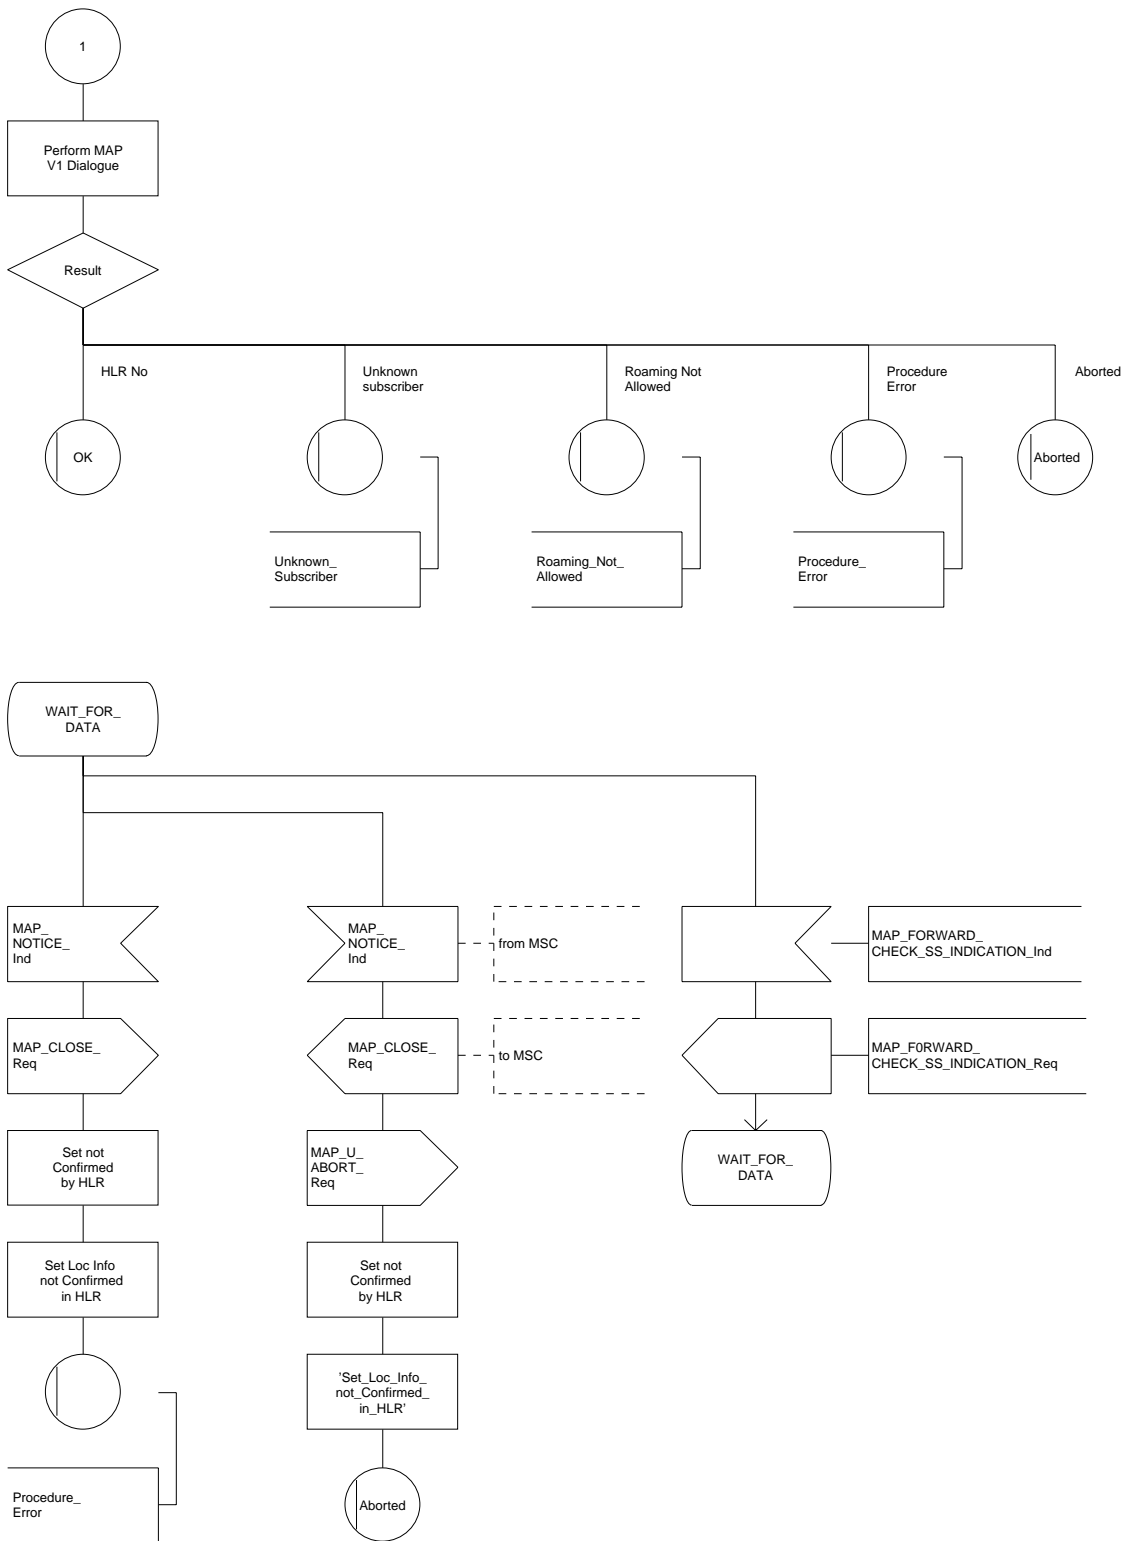 1
Perform MAP
V1 Dialogue
Result
HLR No
Unknown
subscriber
Roaming Not
Allowed
Procedure
Error
Aborted
OK
Aborted
Unknown_
Subscriber
Roaming_Not_
Allowed
Procedure_
Error
WAIT_FOR_
DATA
MAP_
NOTICE_
Ind
MAP_
NOTICE_
Ind
from MSC
MAP_FORWARD_
CHECK_SS_INDICATION_Ind
MAP_CLOSE_
Req
MAP_CLOSE_
Req
to MSC
MAP_F0RWARD_
CHECK_SS_INDICATION_Req
Set not
Confirmed
by HLR
MAP_U_
ABORT_
Req
WAIT_FOR_
DATA
Set Loc Info
not Confirmed
in HLR
Set not
Confirmed
by HLR
'Set_Loc_Info_
not_Confirmed_
in_HLR'
Procedure_
Error
Aborted